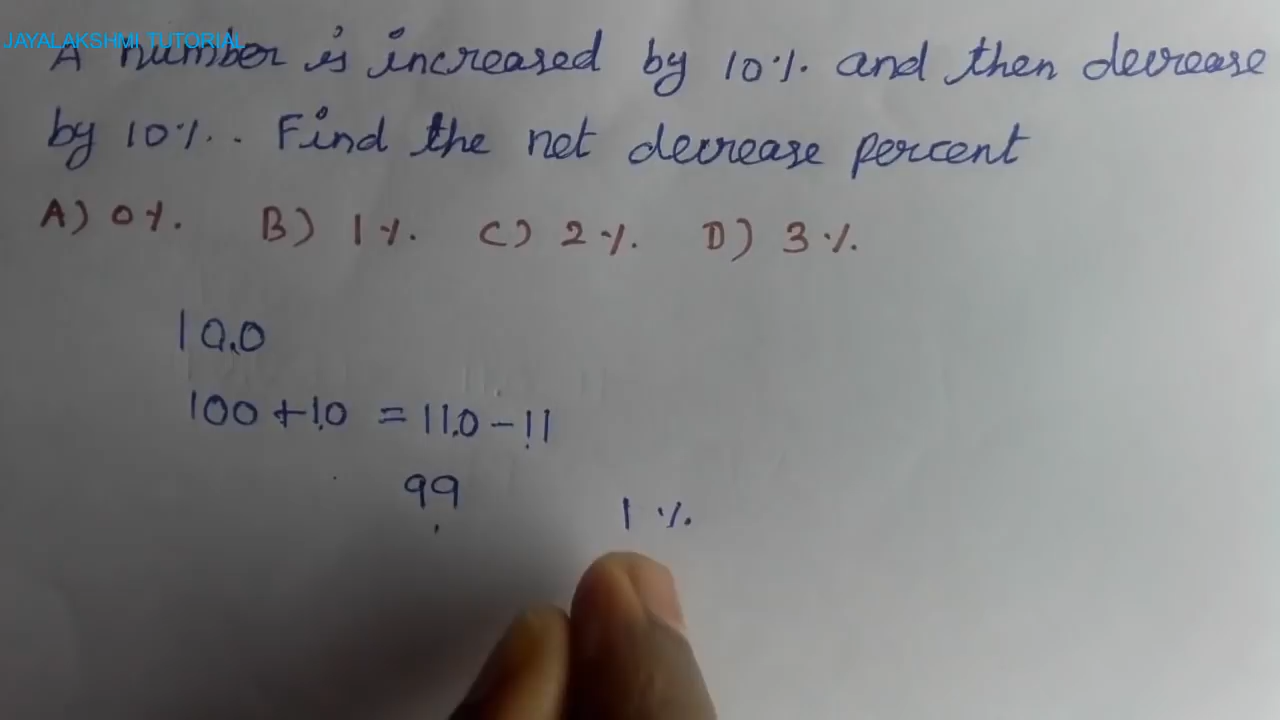 JAYALAKSHMI TUTORIAL
A number is increased by 10%. and then decrease
by 10%.. Find the net decrease percent
A) 0%. B) 1%. C) 2%. D) 3%.
100
100 + 10 = 110 - 11
99
1%